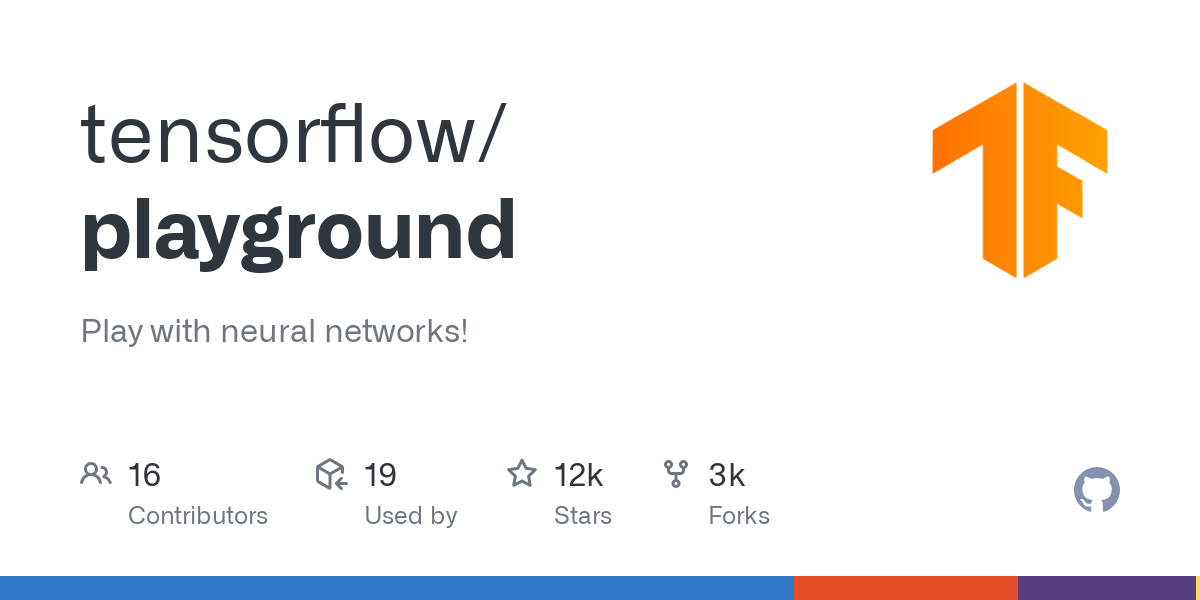 tensorflow/
playground
Play with neural networks!
16
Contributors
19
Used by
12k
Stars
3k
Forks